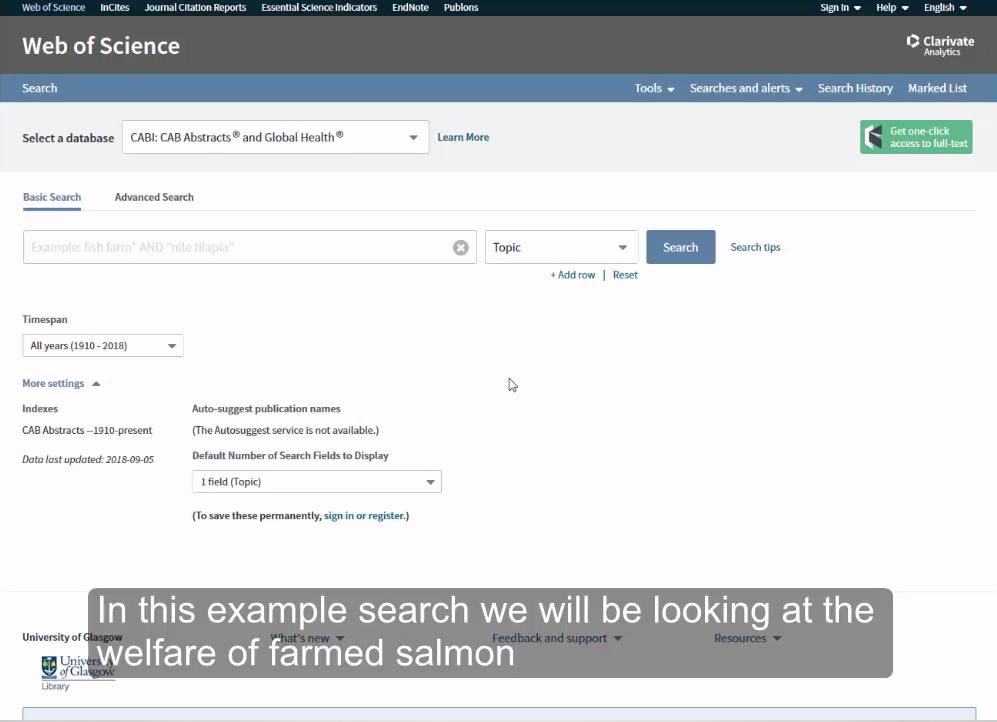 Web of Science InCites Journal Citation Reports Essential Science Indicators EndNote Publons Sign In Help English
Web of Science
Clarivate
Analytics
Search Tools Searches and alerts Search History Marked List
Select a database CABI: CAB Abstracts® and Global Health® Learn More
Get one-click
access to full-text
Basic Search Advanced Search
Example: fish farm* AND "nile tilapia" Topic Search Search tips
+ Add row | Reset
Timespan
All years (1910 - 2018)
More settings
Indexes
CAB Abstracts --1910-present
Data last updated: 2018-09-05
Auto-suggest publication names
(The Autosuggest service is not available.)
Default Number of Search Fields to Display
1 field (Topic)
(To save these permanently, sign in or register.)
In this example search we will be looking at the
welfare of farmed salmon
University of Glasgow What's new Feedback and support Resources
University
of Glasgow
Library